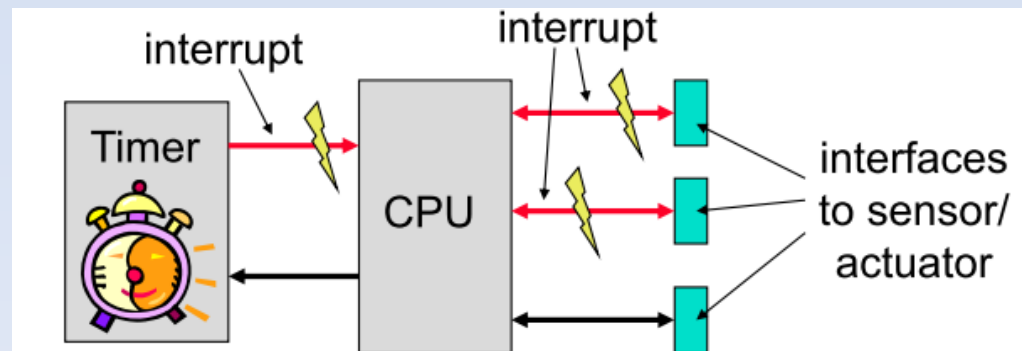 interrupt
interrupt
Timer
CPU
interfaces
to sensor/
actuator